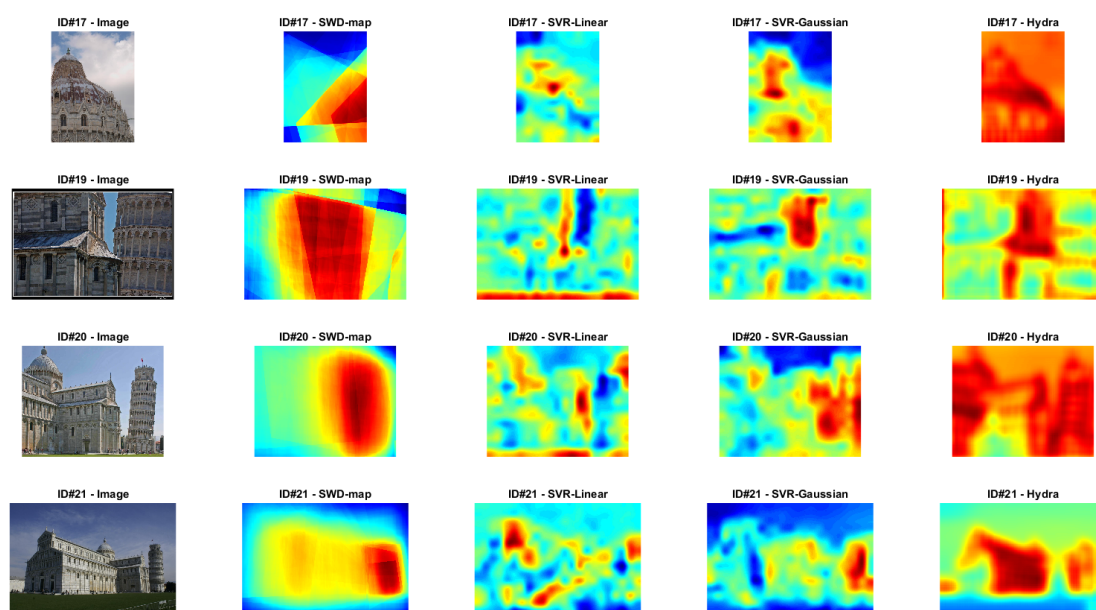 ID#17 - Image
ID#17 - SWD-map
ID#17 - SVR-Linear
ID#17 - SVR-Gaussian
ID#17 - Hydra
ID#19 - Image
ID#19 - SWD-map
ID#19 - SVR-Linear
ID#19 - SVR-Gaussian
ID#19 - Hydra
ID#20 - Image
ID#20 - SWD-map
ID#20 - SVR-Linear
ID#20 - SVR-Gaussian
ID#20 - Hydra
ID#21 - Image
ID#21 - SWD-map
ID#21 - SVR-Linear
ID#21 - SVR-Gaussian
ID#21 - Hydra